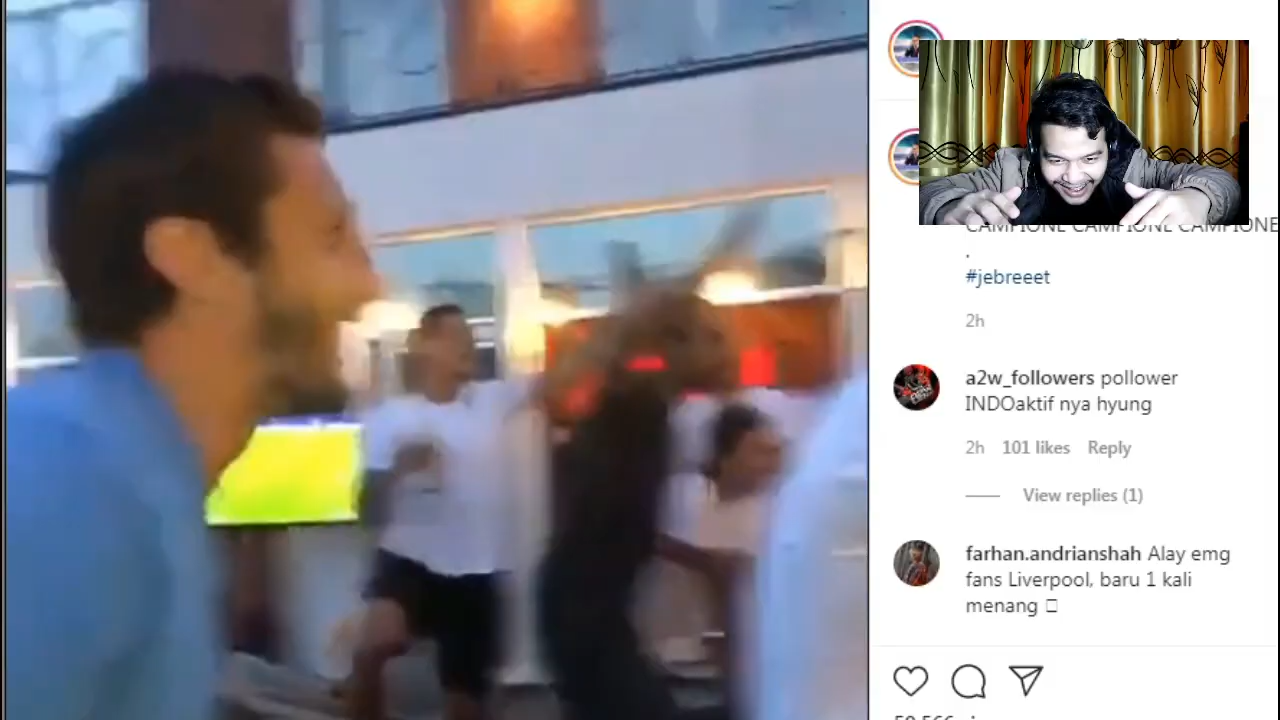 CAMPIONE CAMPIONE CAMPIONE
.
#jebreeet
2h
a2w_followers pollower
INDOaktif nya hyung
2h 101 likes Reply
View replies (1)
farhan.andrianshah Alay emg
fans Liverpool, baru 1 kali
menang